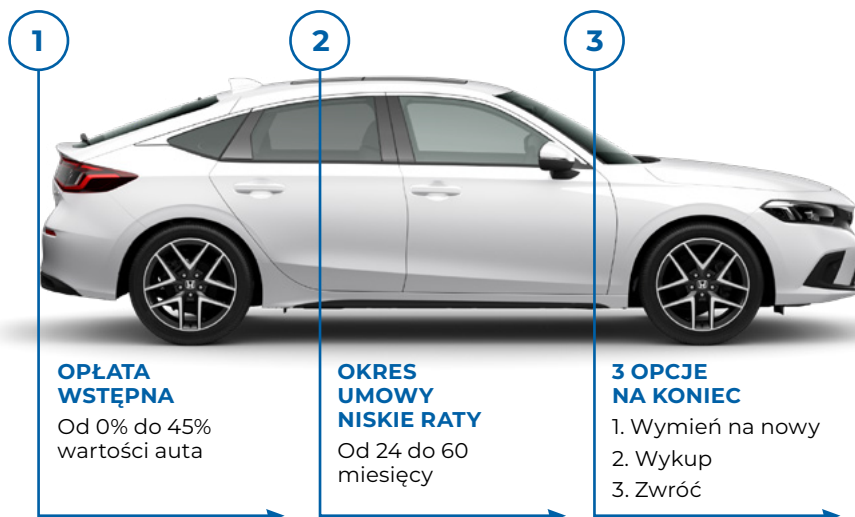 1
2
3
OPŁATA
WSTĘPNA
Od 0% do 45%
wartości auta
OKRES
UMOWY
NISKIE RATY
Od 24 do 60
miesięcy
3 OPCJE
NA KONIEC
1. Wymień na nowy
2. Wykup
3. Zwróć